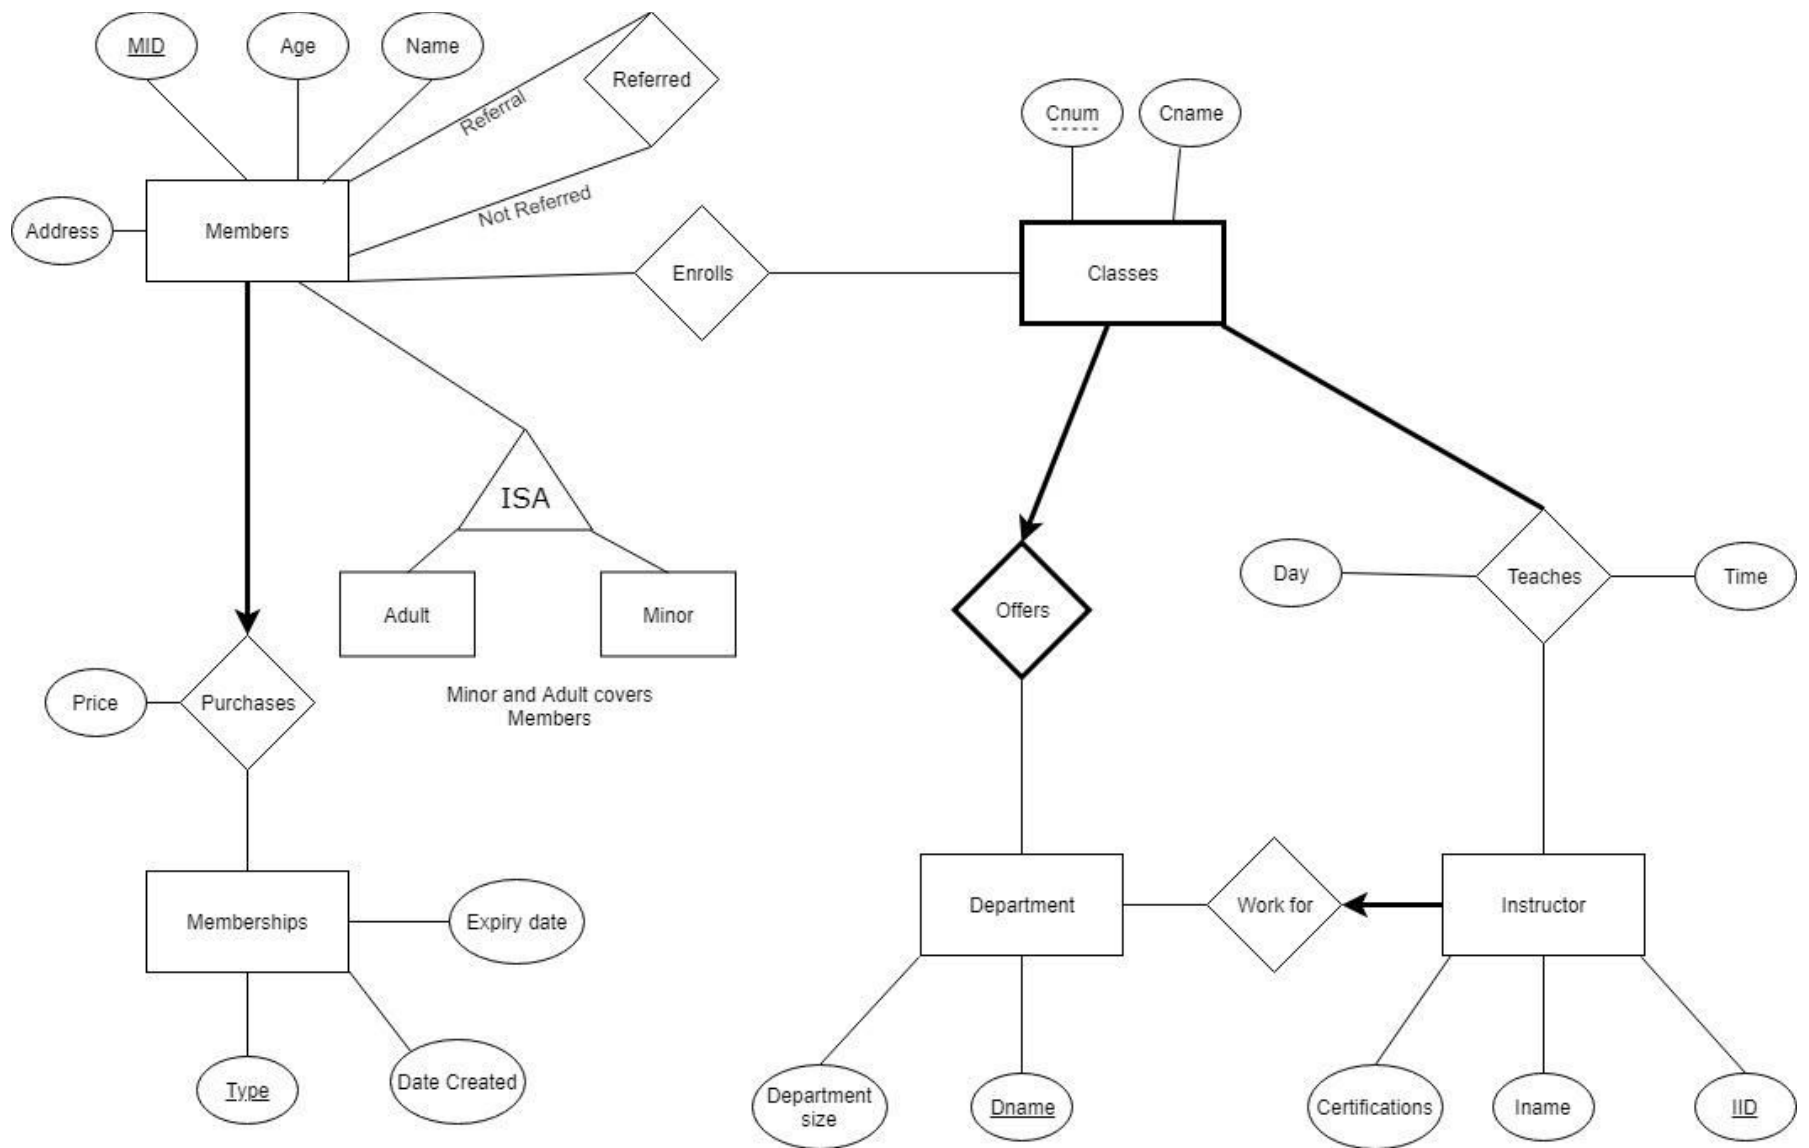 MID
Age
Name
Referred
Referral
Cnum
Cname
Address
Members
Not Referred
Enrolls
Classes
ISA
Adult
Minor
Offers
Day
Teaches
Time
Minor and Adult covers
Members
Price
Purchases
Memberships
Expiry date
Department
Work for
Instructor
Type
Date Created
Department
size
Dname
Certifications
Iname
IID